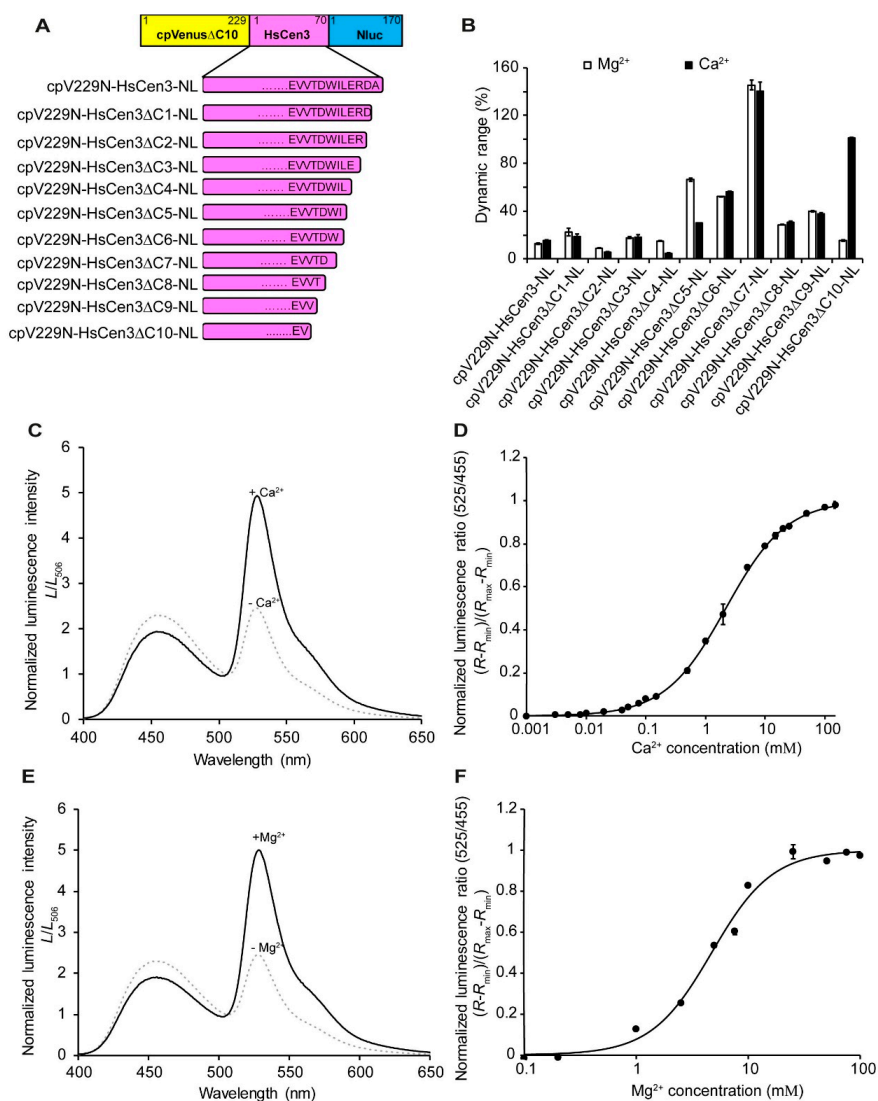 A
1 229 1 70 1 170
cpVenusΔC10 HsCen3 Nluc
cpV229N-HsCen3-NL .......EVVTDWILERDA
cpV229N-HsCen3ΔC1-NL .......EVVTDWILERD
cpV229N-HsCen3ΔC2-NL .......EVVTDWILER
cpV229N-HsCen3ΔC3-NL .......EVVTDWILE
cpV229N-HsCen3ΔC4-NL .......EVVTDWIL
cpV229N-HsCen3ΔC5-NL .......EVVTDWI
cpV229N-HsCen3ΔC6-NL .......EVVTDW
cpV229N-HsCen3ΔC7-NL .......EVVTD
cpV229N-HsCen3ΔC8-NL .......EVVT
cpV229N-HsCen3ΔC9-NL .......EVV
cpV229N-HsCen3ΔC10-NL ........EV
B
Mg²⁺ Ca²⁺
Dynamic range (%)
160
120
80
40
0
cpV229N-HsCen3-NL
cpV229N-HsCen3ΔC1-NL
cpV229N-HsCen3ΔC2-NL
cpV229N-HsCen3ΔC3-NL
cpV229N-HsCen3ΔC4-NL
cpV229N-HsCen3ΔC5-NL
cpV229N-HsCen3ΔC6-NL
cpV229N-HsCen3ΔC7-NL
cpV229N-HsCen3ΔC8-NL
cpV229N-HsCen3ΔC9-NL
cpV229N-HsCen3ΔC10-NL
C
Normalized luminescence intensity
L/L₅₀₆
6
5
4
3
2
1
0
+ Ca²⁺
- Ca²⁺
400 450 500 550 600 650
Wavelength (nm)
D
Normalized luminescence ratio (525/455)
(R-Rmin)/(Rmax-Rmin)
1.2
1
0.8
0.6
0.4
0.2
0
0.001 0.01 0.1 1 10 100
Ca²⁺ concentration (mM)
E
Normalized luminescence intensity
L/L₅₀₆
6
5
4
3
2
1
0
+Mg²⁺
- Mg²⁺
400 450 500 550 600 650
Wavelength (nm)
F
Normalized luminescence ratio (525/455)
(R-Rmin)/(Rmax-Rmin)
1.2
1
0.8
0.6
0.4
0.2
0
0.1 1 10 100
Mg²⁺ concentration (mM)